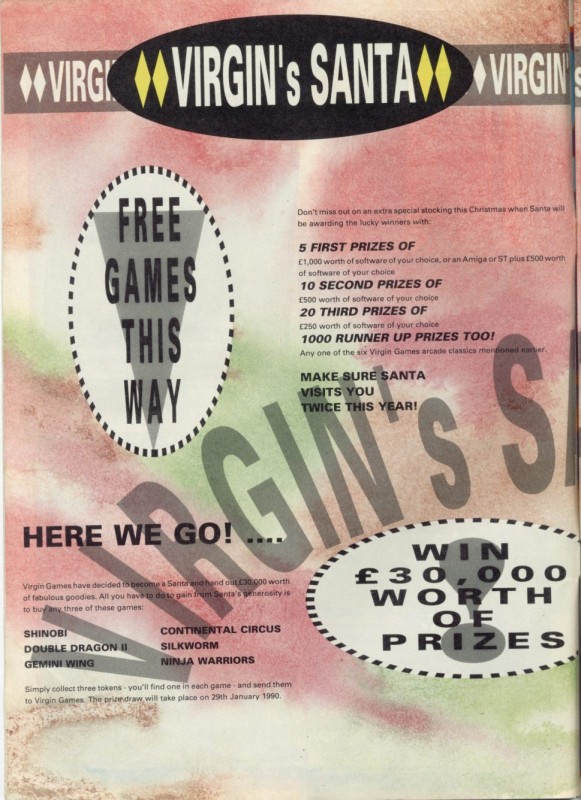 VIRGI
VIRGIN's SANTA
VIRGIN
FREE
GAMES
THIS
WAY
Don't miss out on an extra special stocking this Christmas when Santa will
be awarding the lucky winners with:
5 FIRST PRIZES OF
£1,000 worth of software of your choice, or an Amiga or ST plus £500 worth
of software of your choice
10 SECOND PRIZES OF
£500 worth of software of your choice
20 THIRD PRIZES OF
£250 worth of software of your choice
1000 RUNNER UP PRIZES TOO!
Any one of the six Virgin Games arcade classics mentioned earlier.
MAKE SURE SANTA
VISITS YOU
TWICE THIS YEAR!
VIRGIN's SA
HERE WE GO! ....
Virgin Games have decided to become a Santa and hand out £30,000 worth
of fabulous goodies. All you have to do to gain from Santa's generosity is
to buy any three of these games:
SHINOBI
DOUBLE DRAGON II
GEMINI WING
CONTINENTAL CIRCUS
SILKWORM
NINJA WARRIORS
Simply collect three tokens - you'll find one in each game - and send them
to Virgin Games. The prize draw will take place on 29th January 1990.
WIN
£30,000
WORTH
OF
PRIZES